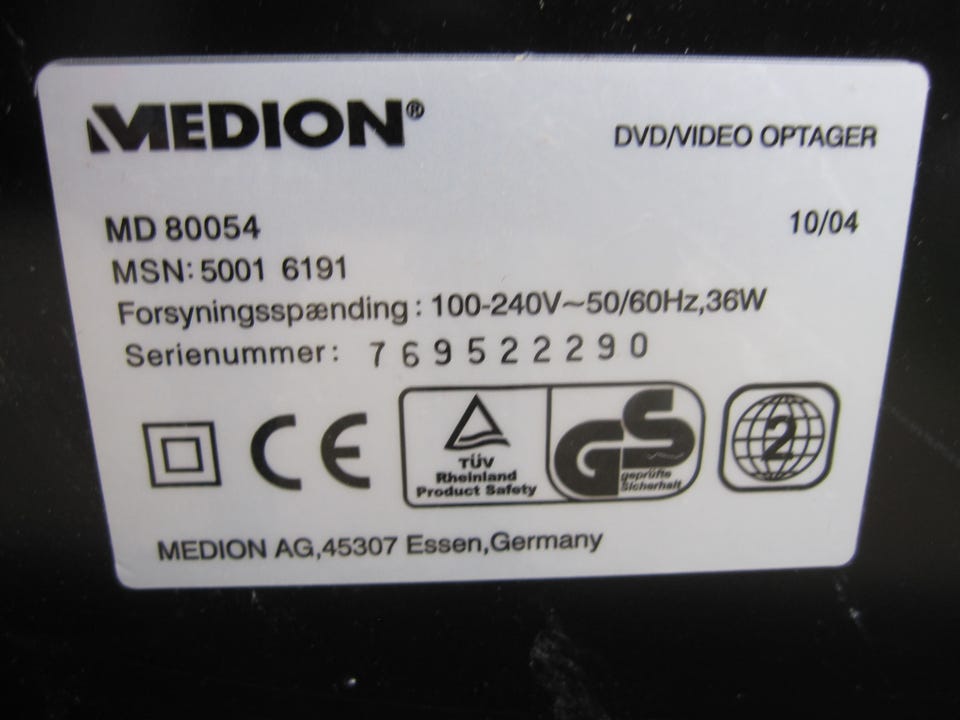 MEDION®
DVD/VIDEO OPTAGER
MD 80054
10/04
MSN: 5001 6191
Forsyningsspænding : 100-240V~50/60Hz,36W
Serienummer: 769522290
CE
TÜV
Rheinland
Product Safety
GS
geprüfte
Sicherheit
2
MEDION AG,45307 Essen,Germany